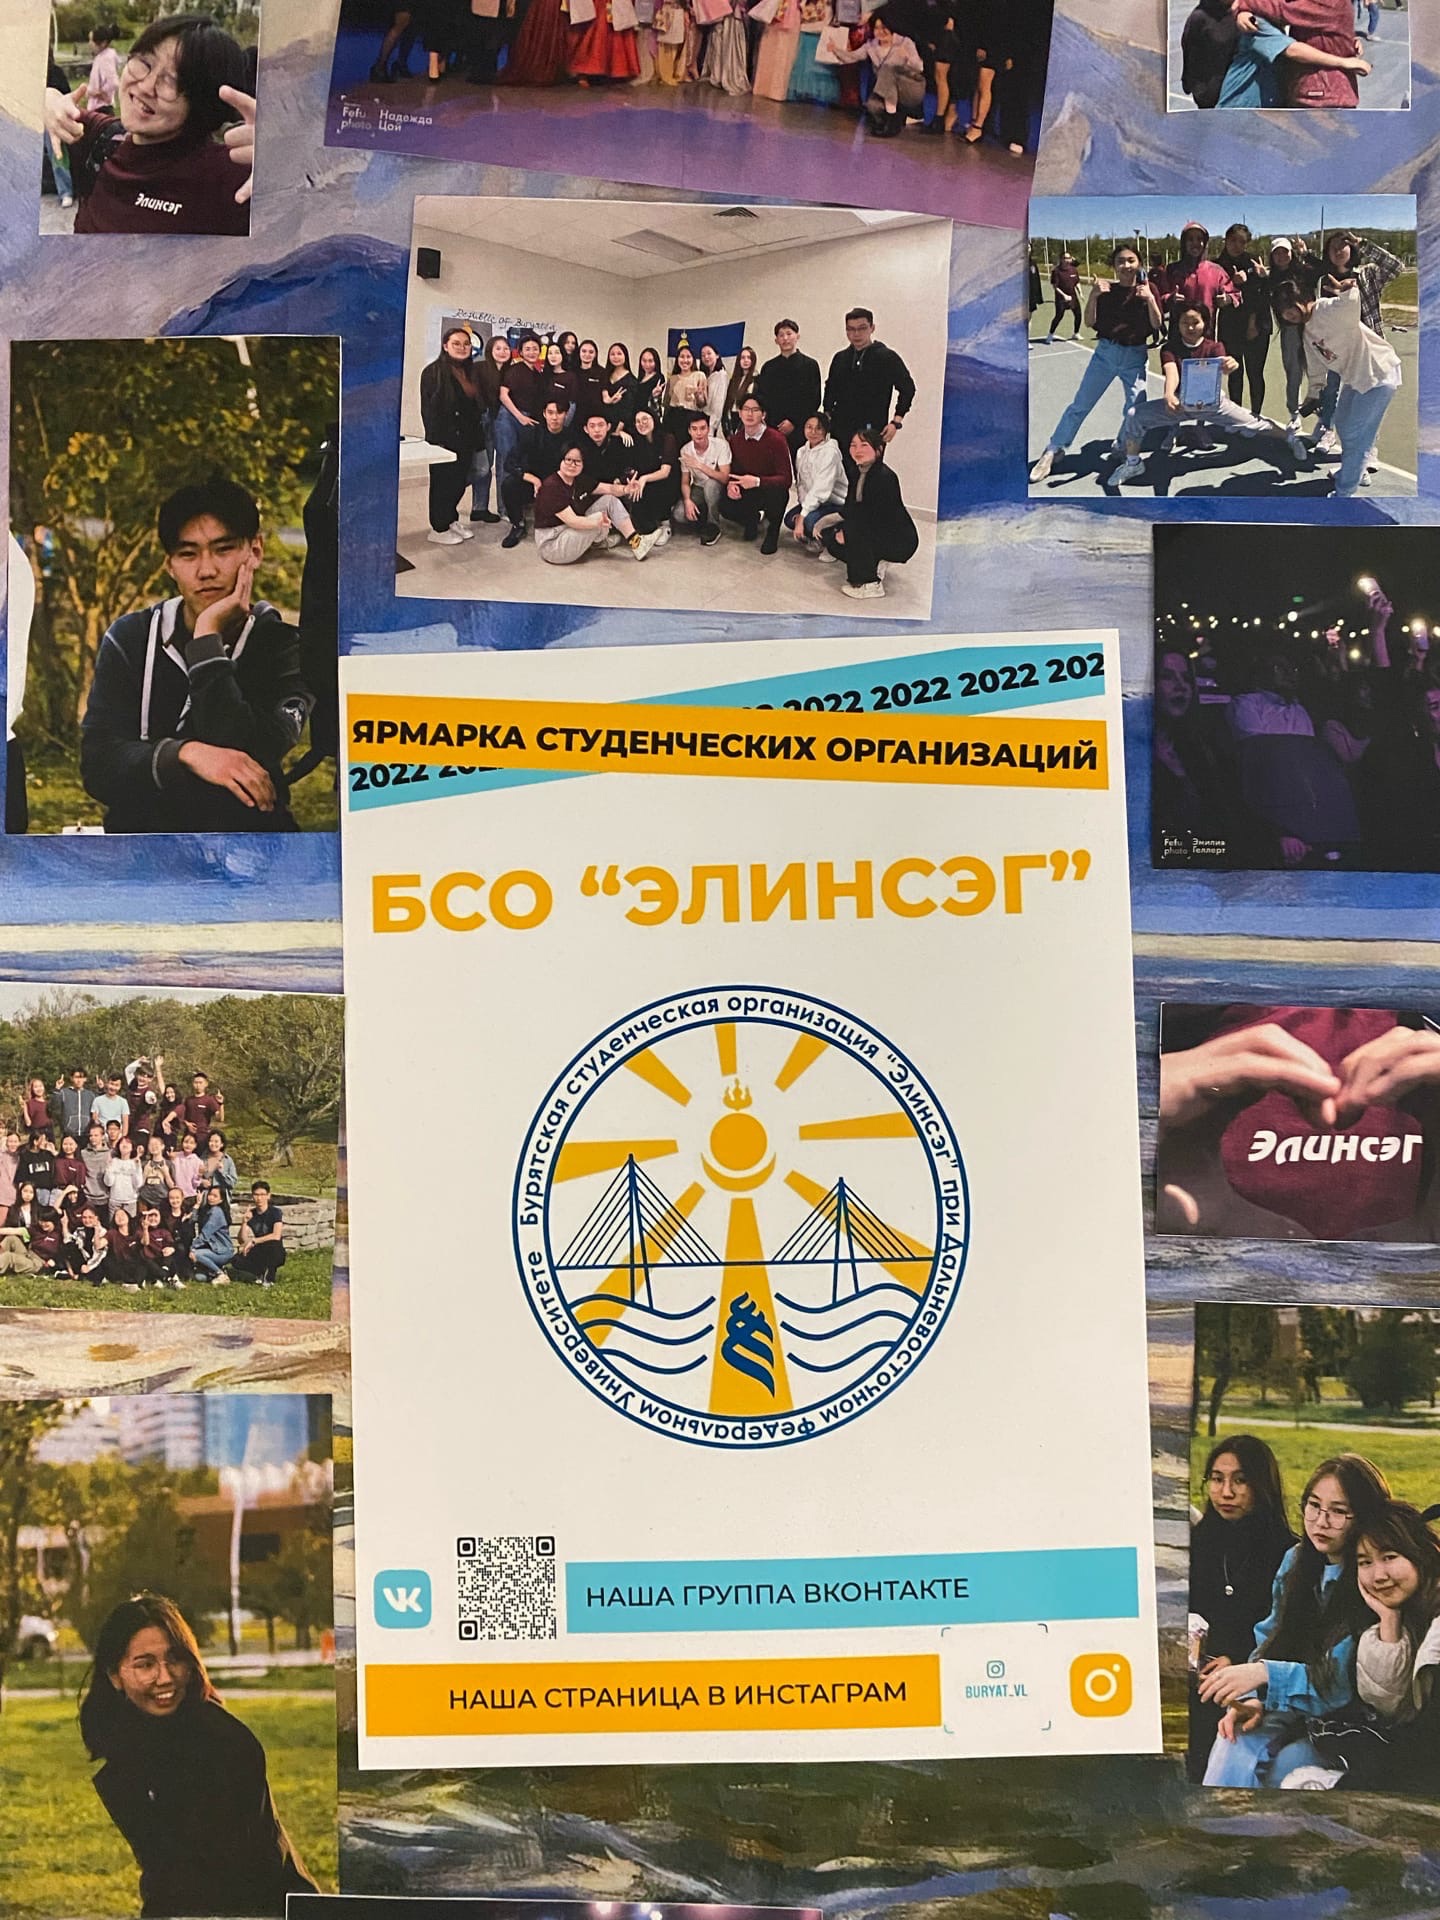 Элинсэг
Fefu
photo
Надежда
Цой
Republic of Buryatia
2022 2022 2022 202
ЯРМАРКА СТУДЕНЧЕСКИХ ОРГАНИЗАЦИЙ
2022
БСО “ЭЛИНСЭГ”
Бурятская студенческая организация "Элинсэг" при Дальневосточном Федеральном Университете
Fefu
photo
Эмилия
Геллерт
Элинсэг
НАША ГРУППА ВКОНТАКТЕ
BURYAT_VL
НАША СТРАНИЦА В ИНСТАГРАМ